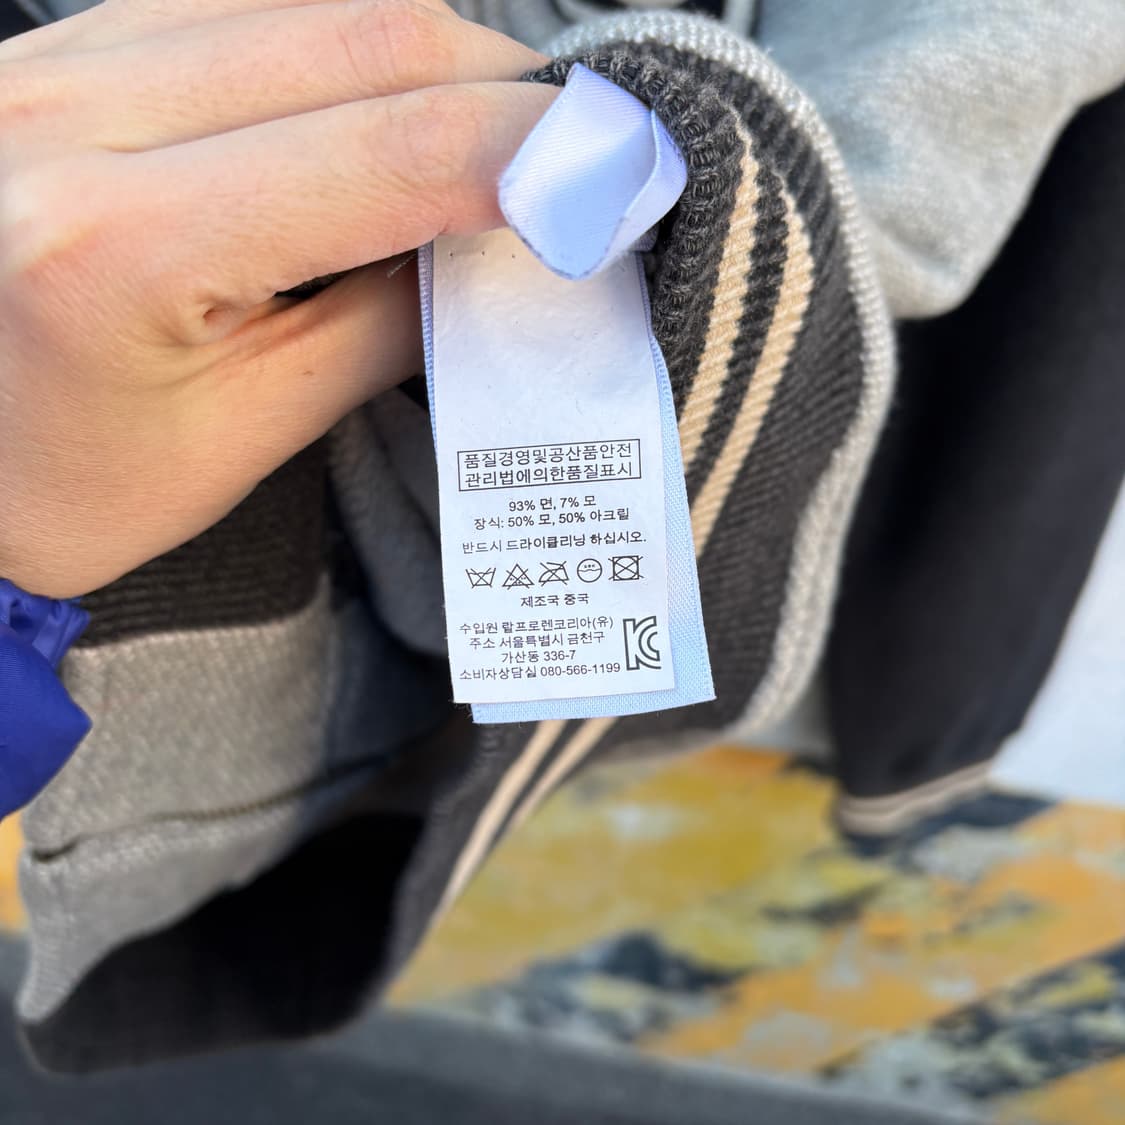 품질경영및공산품안전
관리법에의한품질표시
93% 면, 7% 모
장식: 50% 모, 50% 아크릴
반드시 드라이클리닝 하십시오.
제조국 중국
수입원 랄프로렌코리아(유)
주소 서울특별시 금천구
가산동 336-7
소비자상담실 080-566-1199